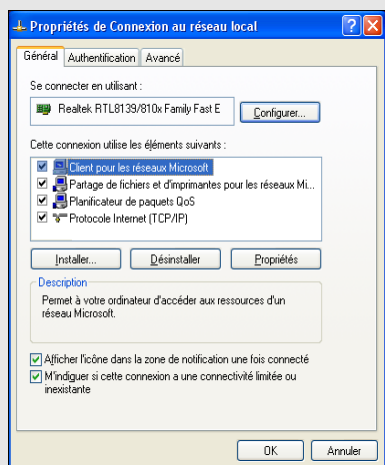 Propriétés de Connexion au réseau local
Général Authentification Avancé
Se connecter en utilisant :
Realtek RTL8139/810x Family Fast E
Configurer...
Cette connexion utilise les éléments suivants :
Client pour les réseaux Microsoft
Partage de fichiers et d'imprimantes pour les réseaux Mi...
Planificateur de paquets QoS
Protocole Internet (TCP/IP)
Installer... Désinstaller Propriétés
Description
Permet à votre ordinateur d'accéder aux ressources d'un
réseau Microsoft.
Afficher l'icône dans la zone de notification une fois connecté
M'indiquer si cette connexion a une connectivité limitée ou
inexistante
OK Annuler